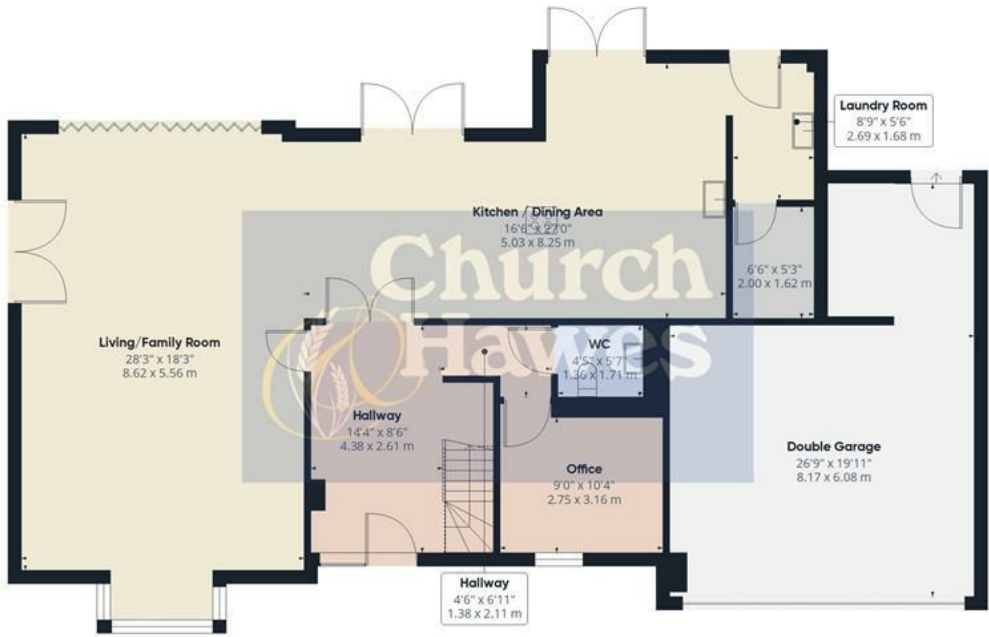 Laundry Room
8'9" x 5'6"
2.69 x 1.68 m
Kitchen / Dining Area
16'6" x 27'0"
5.03 x 8.25 m
Church
Hawes
6'6" x 5'3"
2.00 x 1.62 m
Living/Family Room
28'3" x 18'3"
8.62 x 5.56 m
WC
4'5" x 5'7"
1.36 x 1.71 m
Hallway
14'4" x 8'6"
4.38 x 2.61 m
Double Garage
26'9" x 19'11"
8.17 x 6.08 m
Office
9'0" x 10'4"
2.75 x 3.16 m
Hallway
4'6" x 6'11"
1.38 x 2.11 m